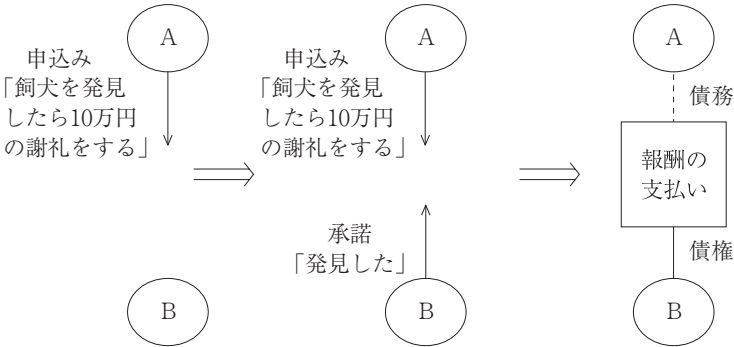 A
申込み
「飼犬を発見
したら10万円
の謝礼をする」
B
A
申込み
「飼犬を発見
したら10万円
の謝礼をする」
承諾
「発見した」
B
A
債務
報酬の
支払い
債権
B